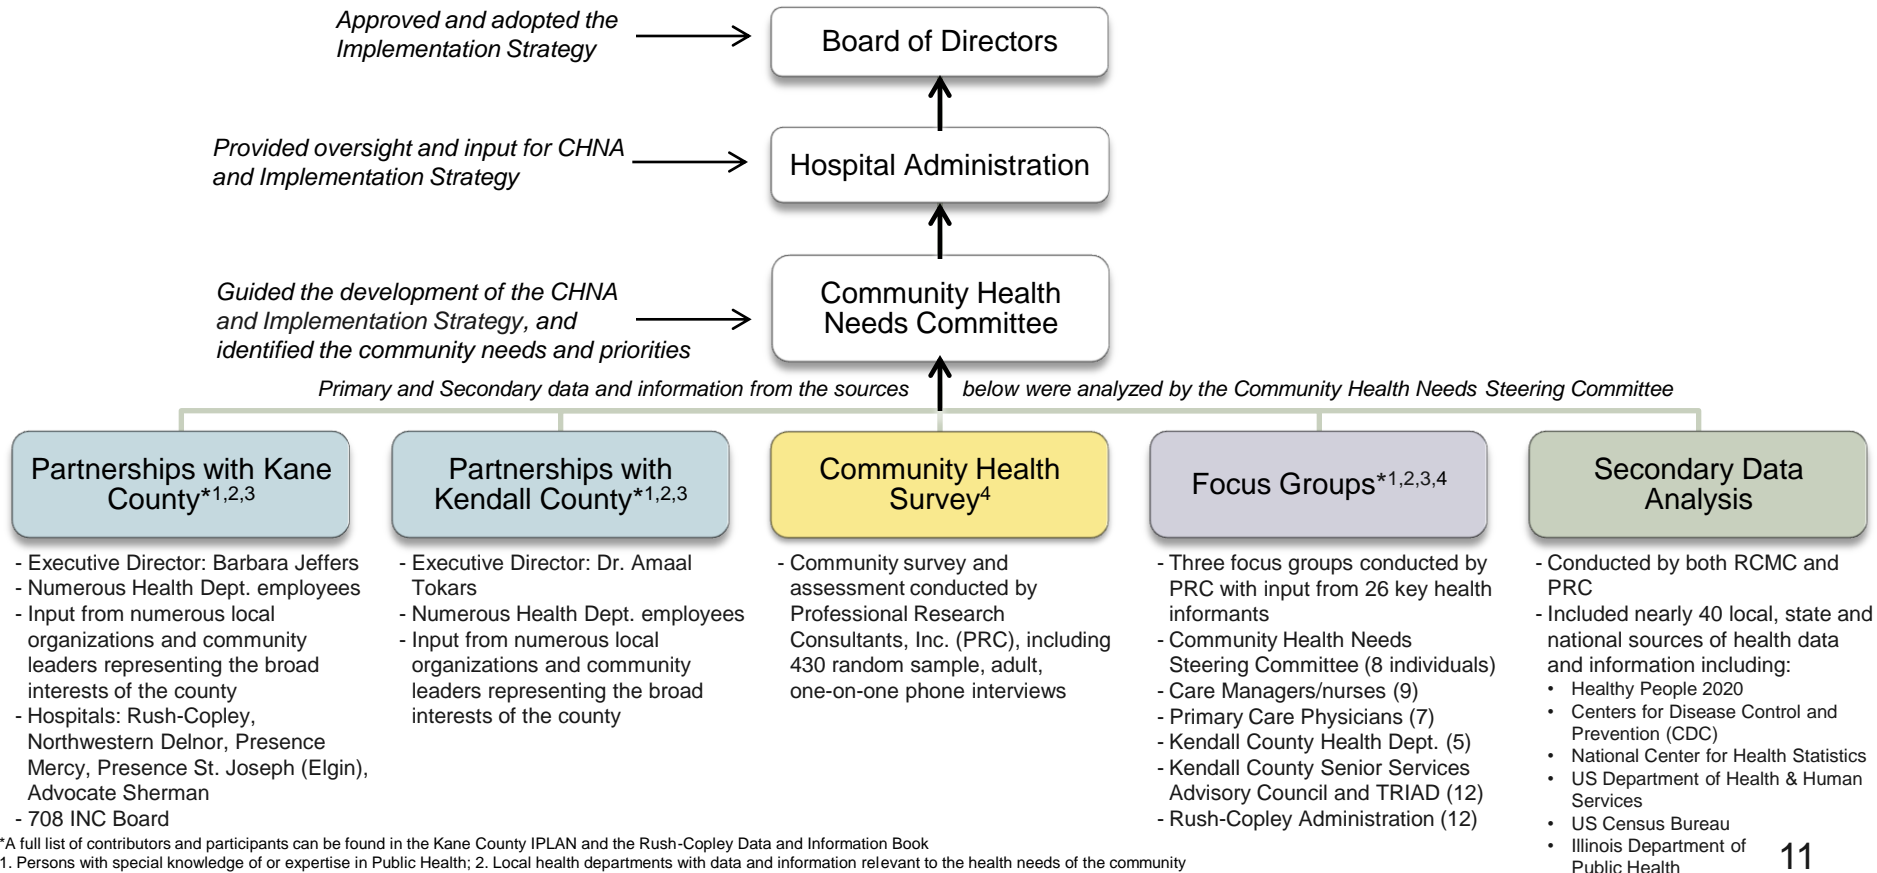 Approved and adopted the
Implementation Strategy
Board of Directors
Provided oversight and input for CHNA
and Implementation Strategy
Hospital Administration
Guided the development of the CHNA
and Implementation Strategy, and
identified the community needs and priorities
Community Health
Needs Committee
Primary and Secondary data and information from the sources below were analyzed by the Community Health Needs Steering Committee
Partnerships with Kane
County*1,2,3
- Executive Director: Barbara Jeffers
- Numerous Health Dept. employees
- Input from numerous local
organizations and community
leaders representing the broad
interests of the county
- Hospitals: Rush-Copley,
Northwestern Delnor, Presence
Mercy, Presence St. Joseph (Elgin),
Advocate Sherman
- 708 INC Board
Partnerships with
Kendall County*1,2,3
- Executive Director: Dr. Amaal
Tokars
- Numerous Health Dept. employees
- Input from numerous local
organizations and community
leaders representing the broad
interests of the county
Community Health
Survey4
- Community survey and
assessment conducted by
Professional Research
Consultants, Inc. (PRC), including
430 random sample, adult,
one-on-one phone interviews
Focus Groups*1,2,3,4
- Three focus groups conducted by
PRC with input from 26 key health
informants
- Community Health Needs
Steering Committee (8 individuals)
- Care Managers/nurses (9)
- Primary Care Physicians (7)
- Kendall County Health Dept. (5)
- Kendall County Senior Services
Advisory Council and TRIAD (12)
- Rush-Copley Administration (12)
Secondary Data
Analysis
- Conducted by both RCMC and
PRC
- Included nearly 40 local, state and
national sources of health data
and information including:
• Healthy People 2020
• Centers for Disease Control and
Prevention (CDC)
• National Center for Health Statistics
• US Department of Health & Human
Services
• US Census Bureau
• Illinois Department of
Public Health
*A full list of contributors and participants can be found in the Kane County IPLAN and the Rush-Copley Data and Information Book
1. Persons with special knowledge of or expertise in Public Health; 2. Local health departments with data and information relevant to the health needs of the community
11